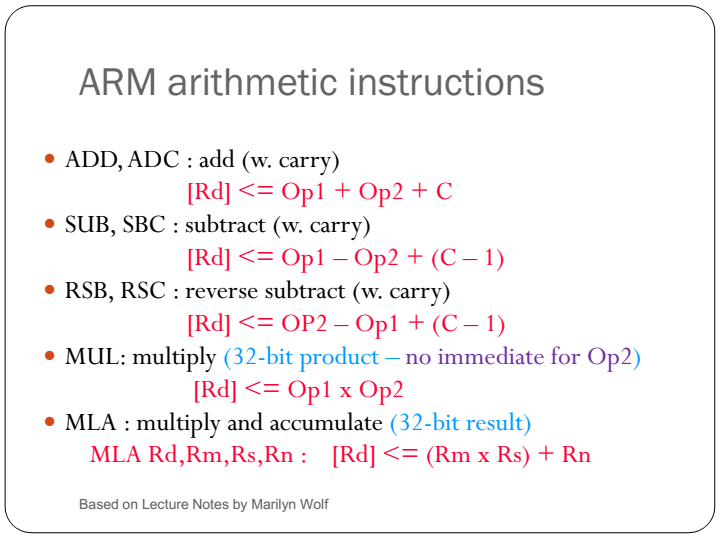 ARM arithmetic instructions
• ADD, ADC : add (w. carry)
[Rd] <= Op1 + Op2 + C
• SUB, SBC : subtract (w. carry)
[Rd] <= Op1 – Op2 + (C – 1)
• RSB, RSC : reverse subtract (w. carry)
[Rd] <= OP2 – Op1 + (C – 1)
• MUL: multiply (32-bit product – no immediate for Op2)
[Rd] <= Op1 x Op2
• MLA : multiply and accumulate (32-bit result)
MLA Rd,Rm,Rs,Rn : [Rd] <= (Rm x Rs) + Rn
Based on Lecture Notes by Marilyn Wolf